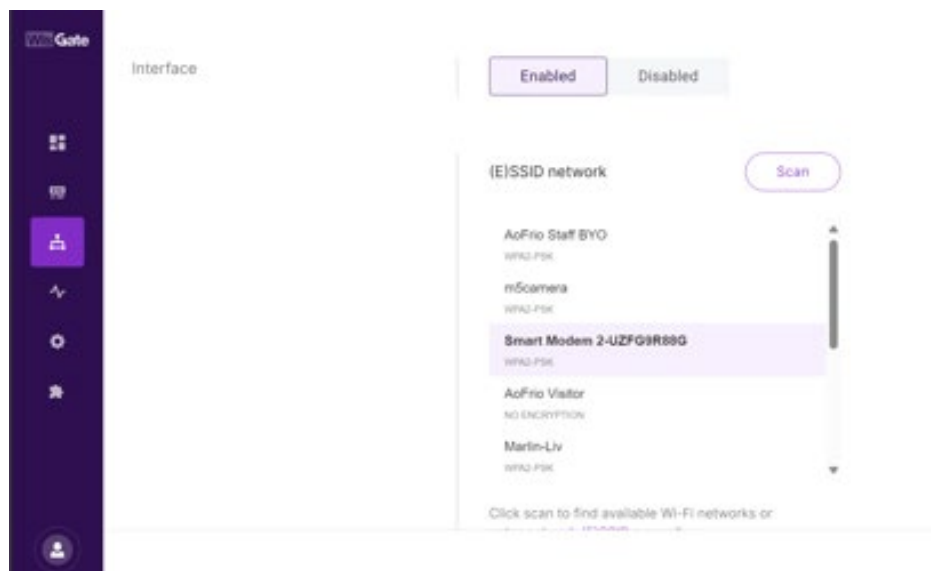 WisGate
Interface
Enabled
Disabled
(E)SSID network
Scan
AoFrio Staff BYO
WPA2-PSK
m5camera
WPA2-PSK
Smart Modem 2-UZFG9R88G
WPA2-PSK
AoFrio Visitor
NO ENCRYPTION
Marlin-Liv
WPA2-PSK
Click scan to find available Wi-Fi networks or